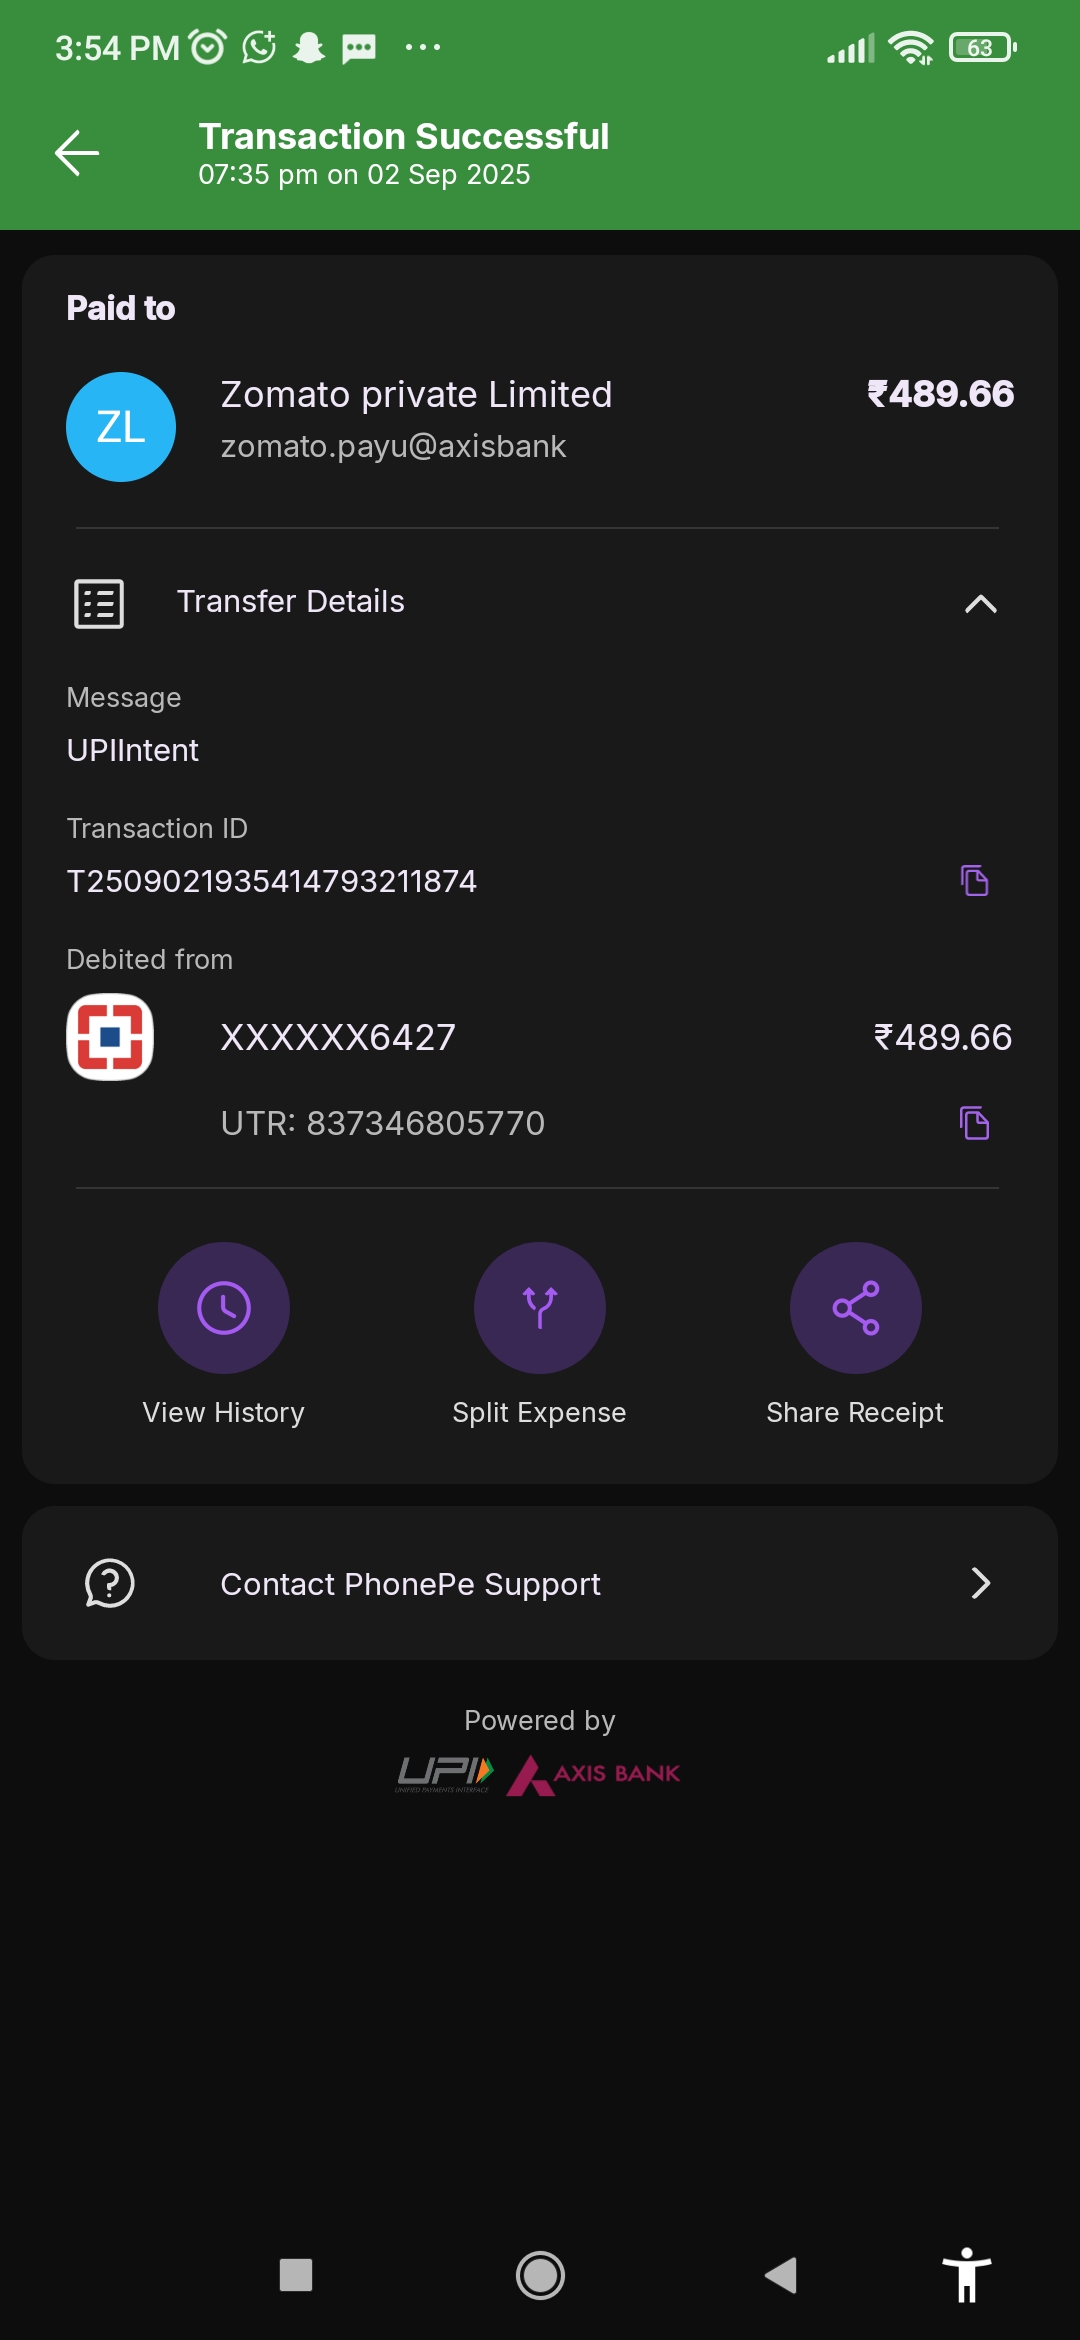 3:54 PM
63
Transaction Successful
07:35 pm on 02 Sep 2025
Paid to
ZL
Zomato private Limited
₹489.66
zomato.payu@axisbank
Transfer Details
Message
UPIIntent
Transaction ID
T2509021935414793211874
Debited from
XXXXXX6427
₹489.66
UTR: 837346805770
View History
Split Expense
Share Receipt
Contact PhonePe Support
Powered by
UPI
UNIFIED PAYMENTS INTERFACE
AXIS BANK